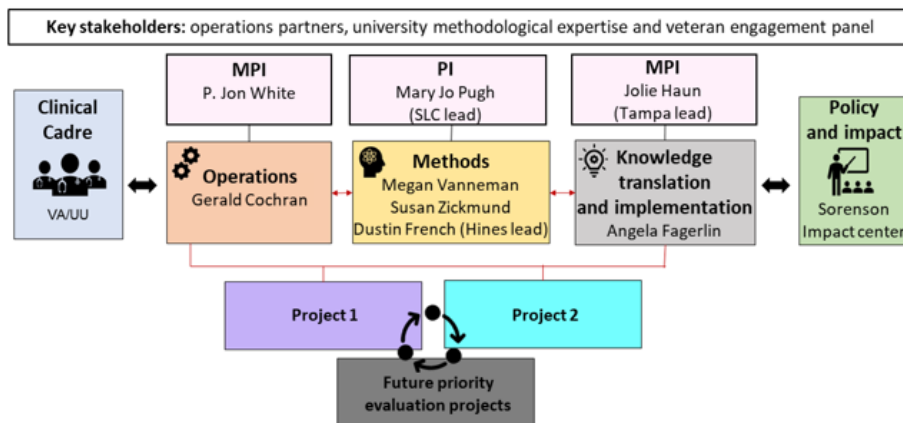 Key stakeholders: operations partners, university methodological expertise and veteran engagement panel
MPI
P. Jon White
PI
Mary Jo Pugh
(SLC lead)
MPI
Jolie Haun
(Tampa lead)
Clinical
Cadre
VA/UU
Operations
Gerald Cochran
Methods
Megan Vanneman
Susan Zickmund
Dustin French (Hines lead)
Knowledge
translation
and implementation
Angela Fagerlin
Policy
and impact
Sorenson
Impact center
Project 1
Project 2
Future priority
evaluation projects